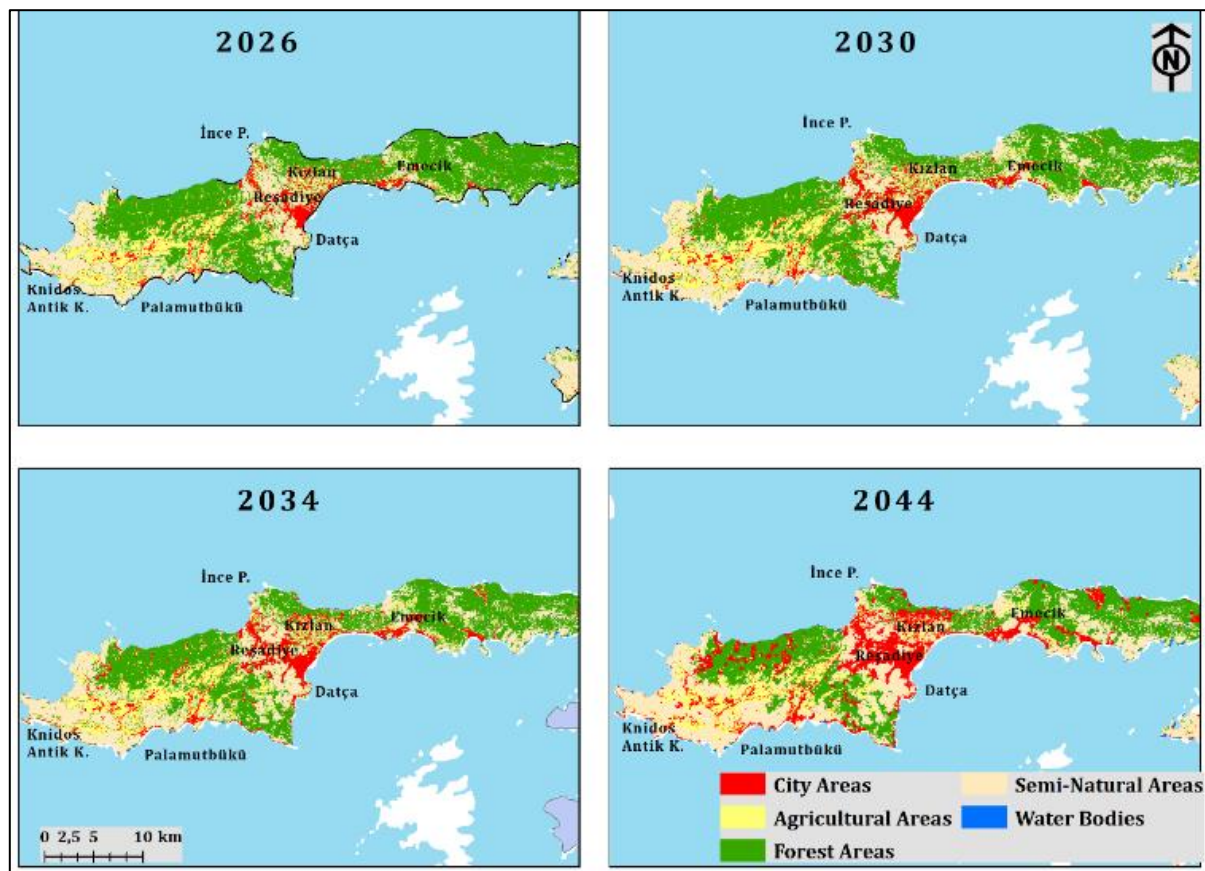 2026
İnce P.
Kızlan
Emecik
Reşadiye
Datça
Knidos
Antik K.
Palamutbükü
2030
N
İnce P.
Kızlan
Emecik
Reşadiye
Datça
Knidos
Antik K.
Palamutbükü
2034
İnce P.
Kızlan
Emecik
Reşadiye
Datça
Knidos
Antik K.
Palamutbükü
0 2,5 5 10 km
2044
İnce P.
Kızlan
Emecik
Reşadiye
Datça
Knidos
Antik K.
Palamutbükü
City Areas
Agricultural Areas
Forest Areas
Semi-Natural Areas
Water Bodies